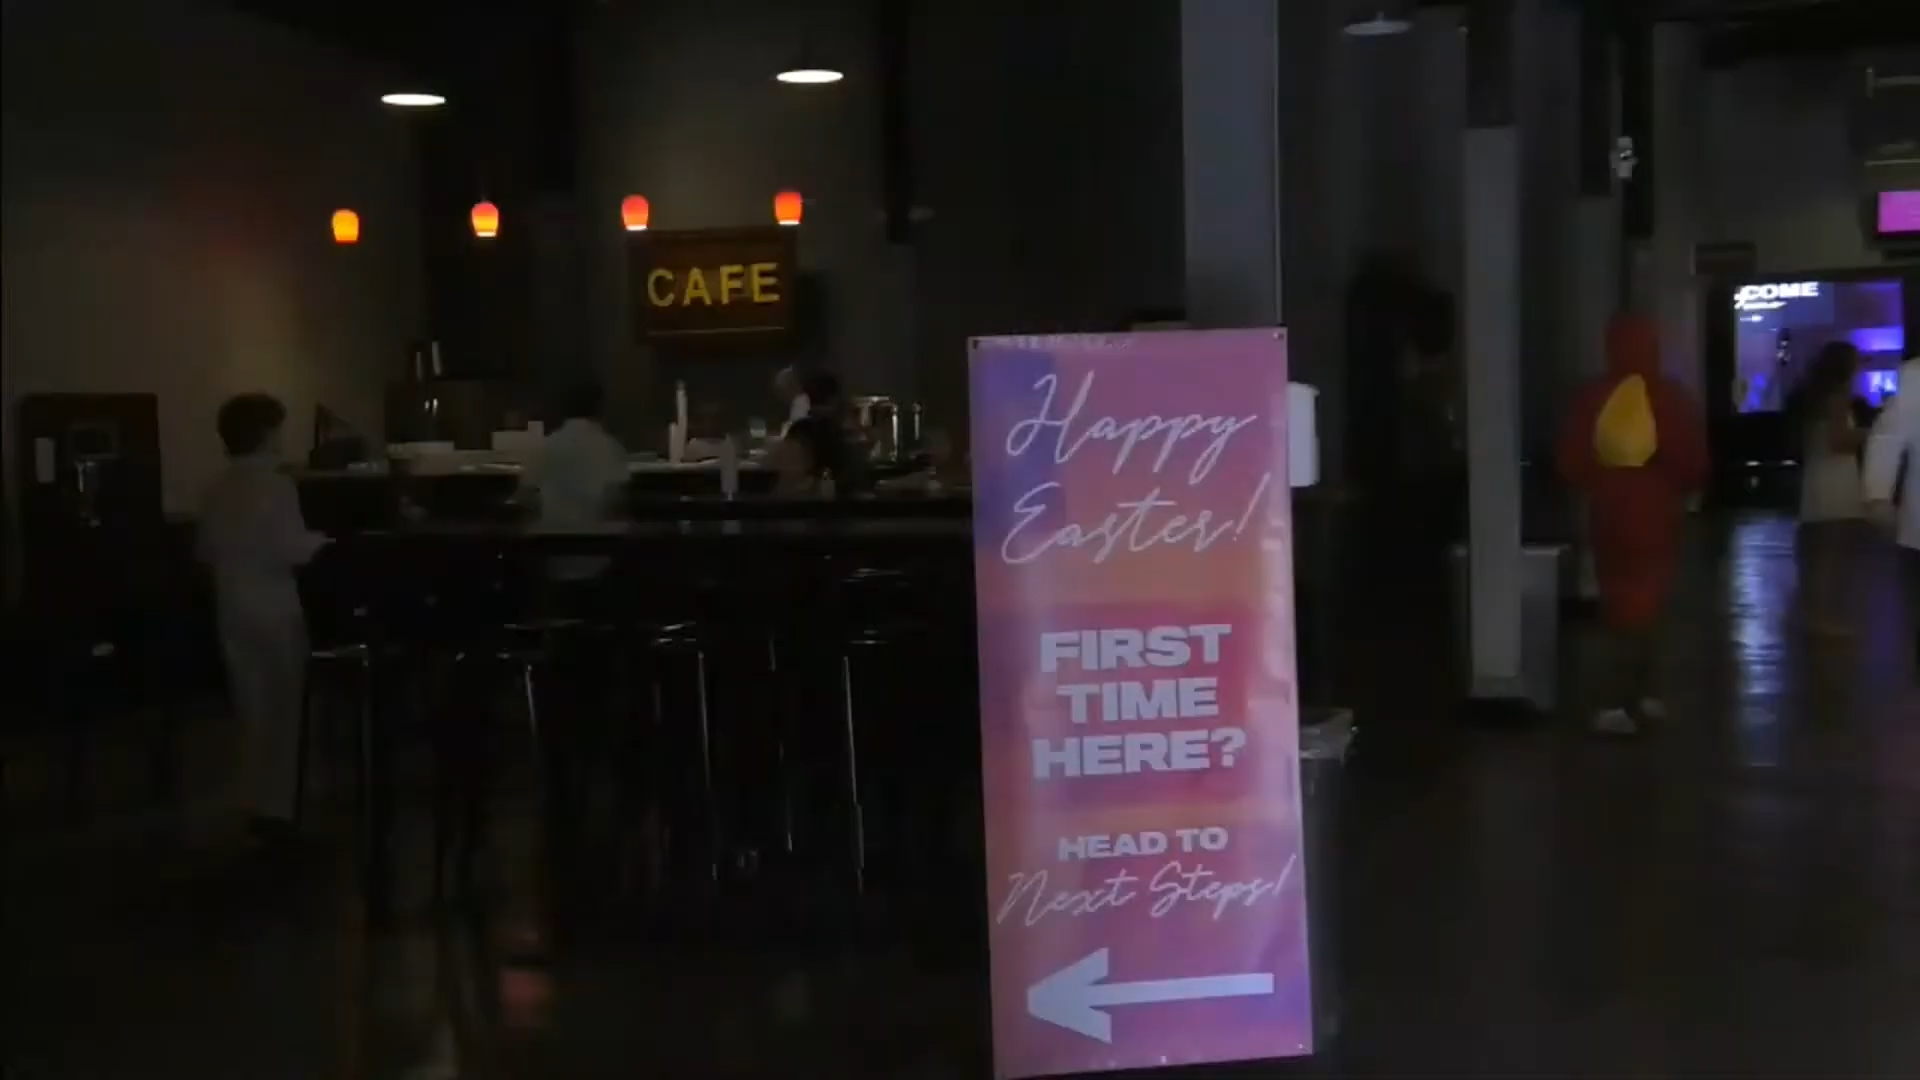 CAFE
Happy
Easter!
FIRST
TIME
HERE?
HEAD TO
Next Steps!
COME